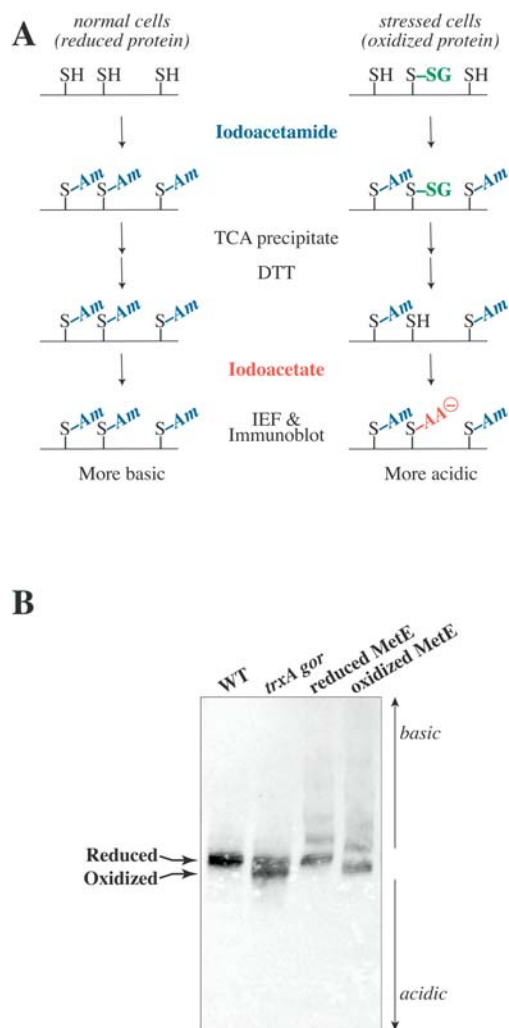 A
normal cells
(reduced protein)
stressed cells
(oxidized protein)
SH SH SH
SH S–SG SH
Iodoacetamide
S–Am S–Am S–Am
S–Am S–SG S–Am
TCA precipitate
DTT
S–Am S–Am S–Am
S–Am SH S–Am
Iodoacetate
S–Am S–Am S–Am
IEF &
Immunoblot
S–Am S–AA⊖ S–Am
More basic
More acidic
B
WT
trxA gor
reduced MetE
oxidized MetE
basic
Reduced
Oxidized
acidic